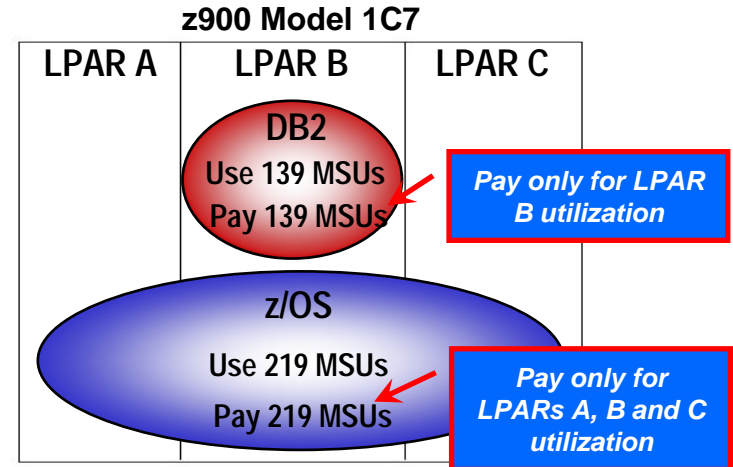 z900 Model 1C7
LPAR A
LPAR B
LPAR C
DB2
Use 139 MSUs
Pay 139 MSUs
Pay only for LPAR
B utilization
z/OS
Use 219 MSUs
Pay 219 MSUs
Pay only for
LPARs A, B and C
utilization